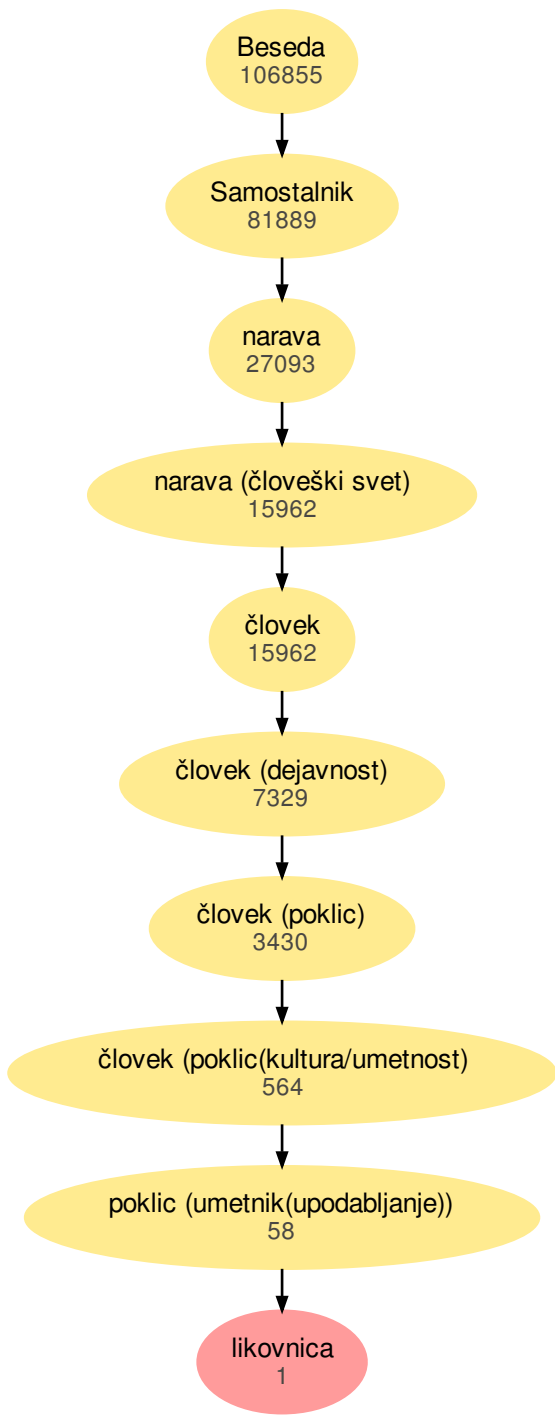 Beseda
106855
Samostalnik
81889
narava
27093
narava (človeški svet)
15962
človek
15962
človek (dejavnost)
7329
človek (poklic)
3430
človek (poklic(kultura/umetnost)
564
poklic (umetnik(upodabljanje))
58
likovnica
1